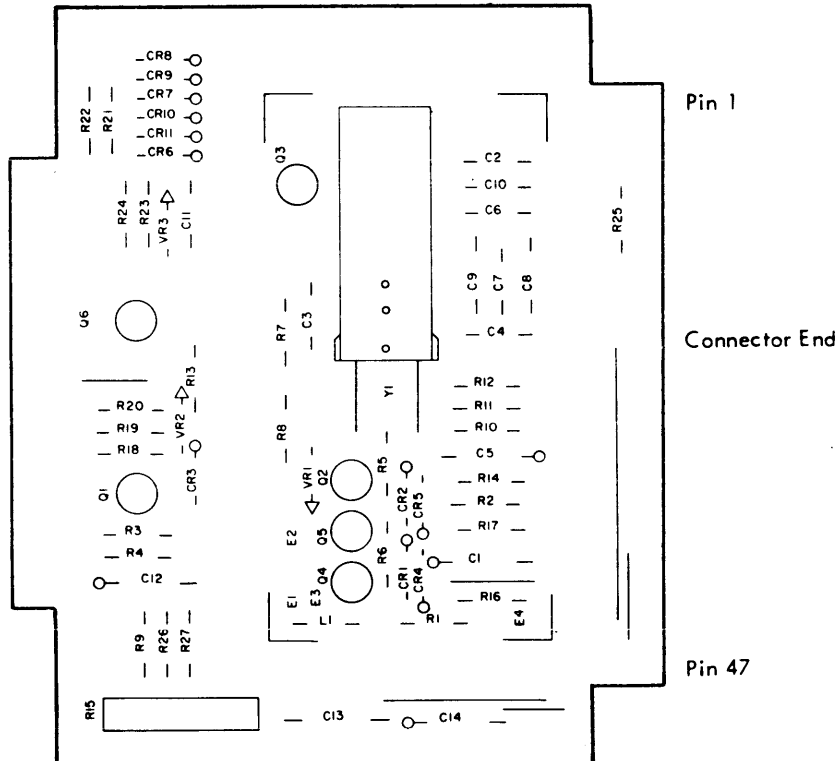 CR8
CR9
CR7
CR10
CR11
CR6
R22
R21
Pin 1
Q3
C2
C10
C6
R24
R23
VR3
C11
R25
C9
C7
C8
Q6
R7
C3
C4
Connector End
R13
R20
R19
R18
VR2
CR3
R8
Y1
R12
R11
R10
C5
Q1
VR1
Q2
R5
CR2
CR5
R14
R2
R17
R3
R4
C12
E2
Q5
R6
C1
E1
E3
Q4
CR1
CR4
R16
E4
L1
R1
R9
R26
R27
Pin 47
R15
C13
C14